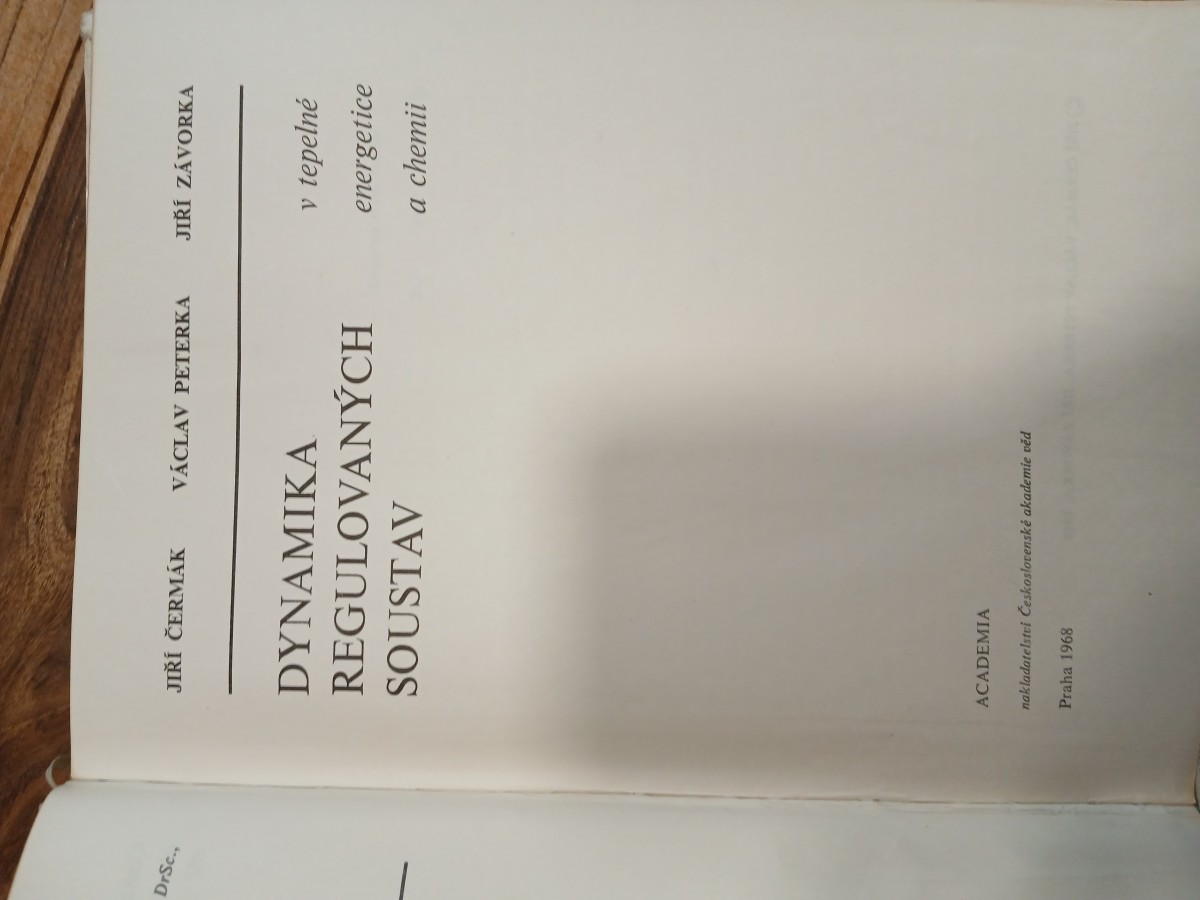 DrSc.,
JIŘÍ ČERMÁK VÁCLAV PETERKA JIŘÍ ZÁVORKA
DYNAMIKA v tepelné
REGULOVANÝCH energetice
SOUSTAV a chemii
ACADEMIA
nakladatelství Československé akademie věd
Praha 1968